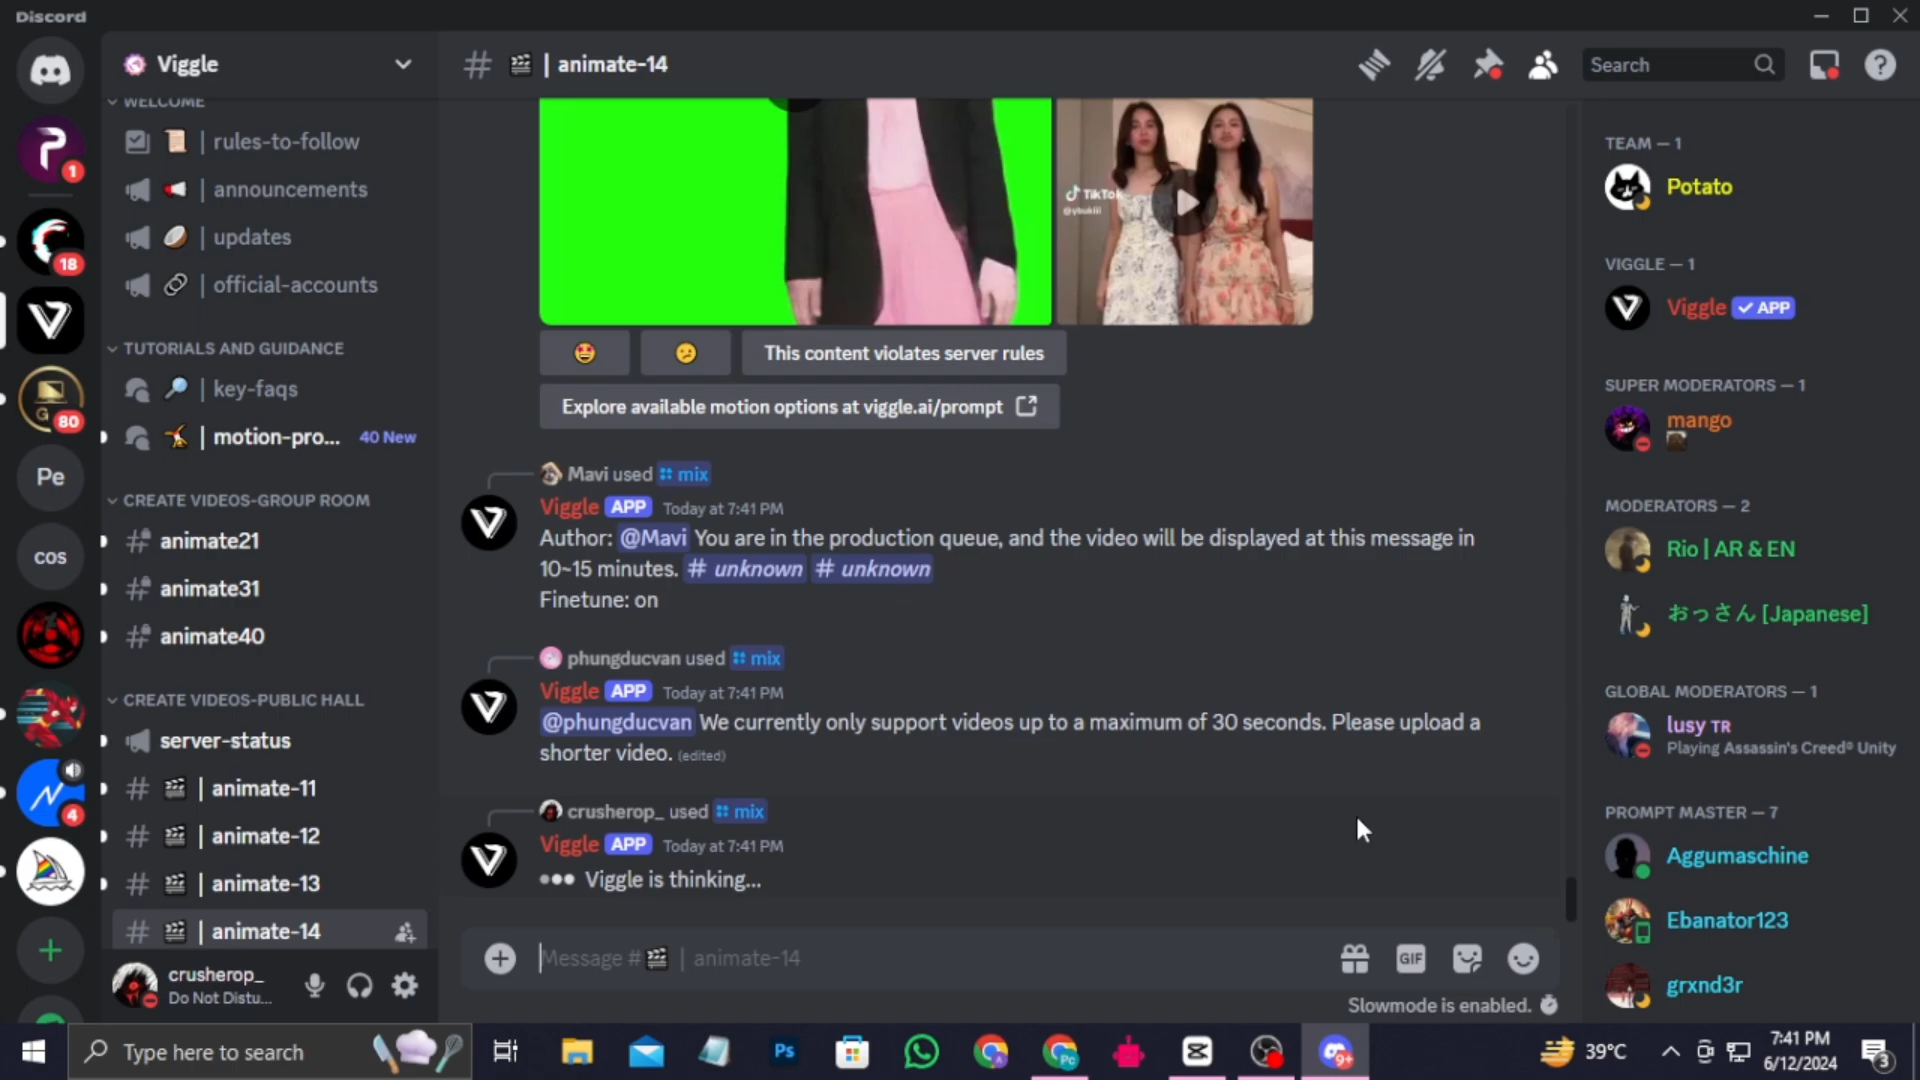 Discord
Viggle
# | animate-14
Search
WELCOME
| rules-to-follow
| announcements
| updates
| official-accounts
TUTORIALS AND GUIDANCE
| key-faqs
| motion-pro... 40 New
CREATE VIDEOS-GROUP ROOM
animate21
animate31
animate40
CREATE VIDEOS-PUBLIC HALL
server-status
# | animate-11
# | animate-12
# | animate-13
# | animate-14
crusherop_
Do Not Distu...
1
18
G
80
Pe
cos
4
TikTok
@ybukiii
This content violates server rules
Explore available motion options at viggle.ai/prompt
Mavi used mix
Viggle APP Today at 7:41 PM
Author: @Mavi You are in the production queue, and the video will be displayed at this message in
10~15 minutes. # unknown # unknown
Finetune: on
phungducvan used mix
Viggle APP Today at 7:41 PM
@phungducvan We currently only support videos up to a maximum of 30 seconds. Please upload a
shorter video. (edited)
crusherop_ used mix
Viggle APP Today at 7:41 PM
Viggle is thinking...
Message # | animate-14
GIF
Slowmode is enabled.
TEAM — 1
Potato
VIGGLE — 1
Viggle APP
SUPER MODERATORS — 1
mango
MODERATORS — 2
Rio | AR & EN
おっさん [Japanese]
GLOBAL MODERATORS — 1
lusy TR
Playing Assassin's Creed® Unity
PROMPT MASTER — 7
Aggumaschine
Ebanator123
grxnd3r
Type here to search
Ps
Pc
9+
39°C
7:41 PM
6/12/2024
3